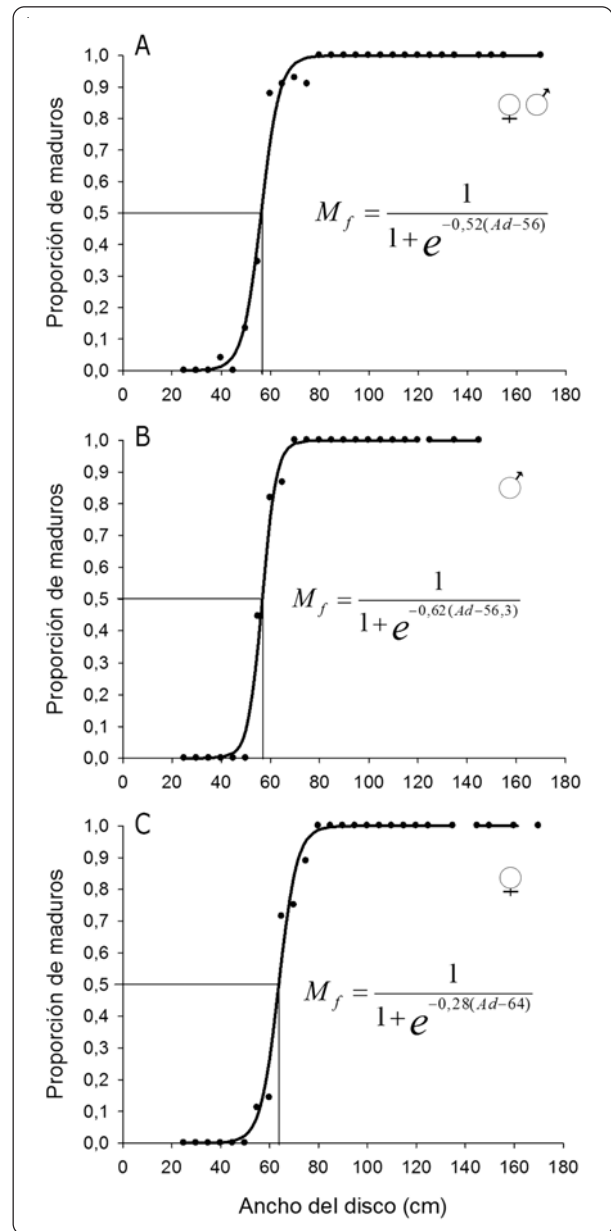 A
Proporción de maduros
1,0
0,9
0,8
0,7
0,6
0,5
0,4
0,3
0,2
0,1
0,0
M_f = 1 / (1 + e^{-0,52(Ad-56)})
0 20 40 60 80 100 120 140 160 180
B
Proporción de maduros
1,0
0,9
0,8
0,7
0,6
0,5
0,4
0,3
0,2
0,1
0,0
M_f = 1 / (1 + e^{-0,62(Ad-56,3)})
0 20 40 60 80 100 120 140 160 180
C
Proporción de maduros
1,0
0,9
0,8
0,7
0,6
0,5
0,4
0,3
0,2
0,1
0,0
M_f = 1 / (1 + e^{-0,28(Ad-64)})
0 20 40 60 80 100 120 140 160 180
Ancho del disco (cm)